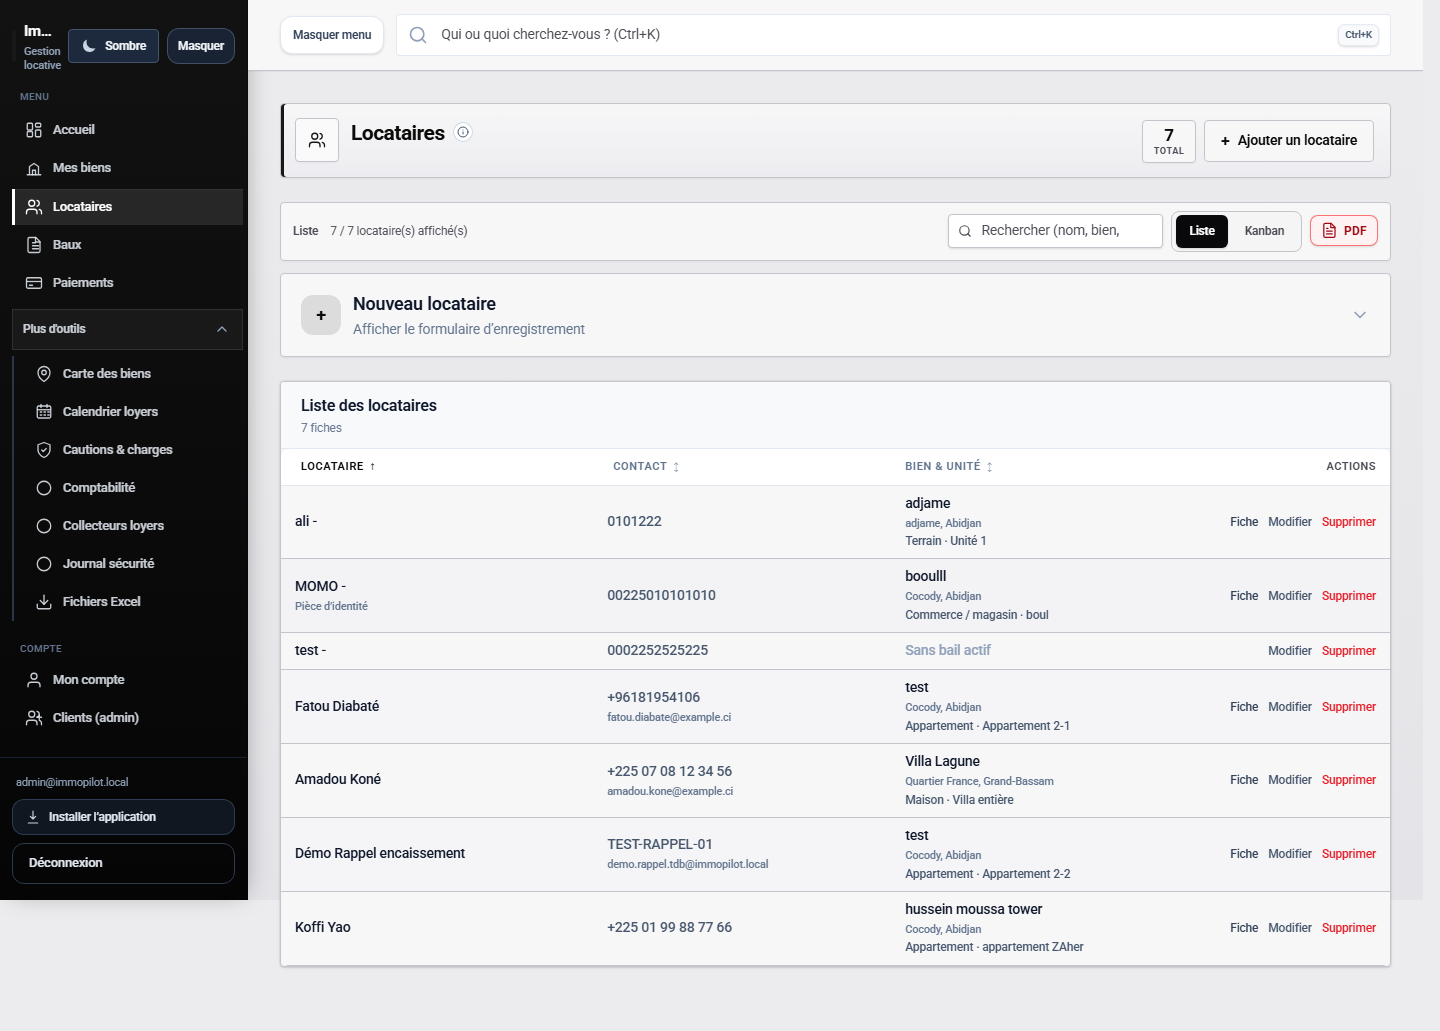 Im...
Gestion
locative
Sombre
Masquer
MENU
Accueil
Mes biens
Locataires
Baux
Paiements
Plus d'outils
Carte des biens
Calendrier loyers
Cautions & charges
Comptabilité
Collecteurs loyers
Journal sécurité
Fichiers Excel
COMPTE
Mon compte
Clients (admin)
admin@immopilot.local
Installer l'application
Déconnexion
Masquer menu
Qui ou quoi cherchez-vous ? (Ctrl+K)
Ctrl+K
Locataires
7
TOTAL
+ Ajouter un locataire
Liste 7 / 7 locataire(s) affiché(s)
Rechercher (nom, bien,
Liste
Kanban
PDF
+
Nouveau locataire
Afficher le formulaire d'enregistrement
Liste des locataires
7 fiches
LOCATAIRE ↑ CONTACT ↕ BIEN & UNITÉ ↕ ACTIONS
ali -
0101222
adjame
adjame, Abidjan
Terrain · Unité 1
Fiche Modifier Supprimer
MOMO -
Pièce d'identité
00225010101010
booulll
Cocody, Abidjan
Commerce / magasin · boul
Fiche Modifier Supprimer
test -
0002252525225
Sans bail actif
Modifier Supprimer
Fatou Diabaté
+96181954106
fatou.diabate@example.ci
test
Cocody, Abidjan
Appartement · Appartement 2-1
Fiche Modifier Supprimer
Amadou Koné
+225 07 08 12 34 56
amadou.kone@example.ci
Villa Lagune
Quartier France, Grand-Bassam
Maison · Villa entière
Fiche Modifier Supprimer
Démo Rappel encaissement
TEST-RAPPEL-01
demo.rappel.tdb@immopilot.local
test
Cocody, Abidjan
Appartement · Appartement 2-2
Fiche Modifier Supprimer
Koffi Yao
+225 01 99 88 77 66
hussein moussa tower
Cocody, Abidjan
Appartement · appartement ZAher
Fiche Modifier Supprimer